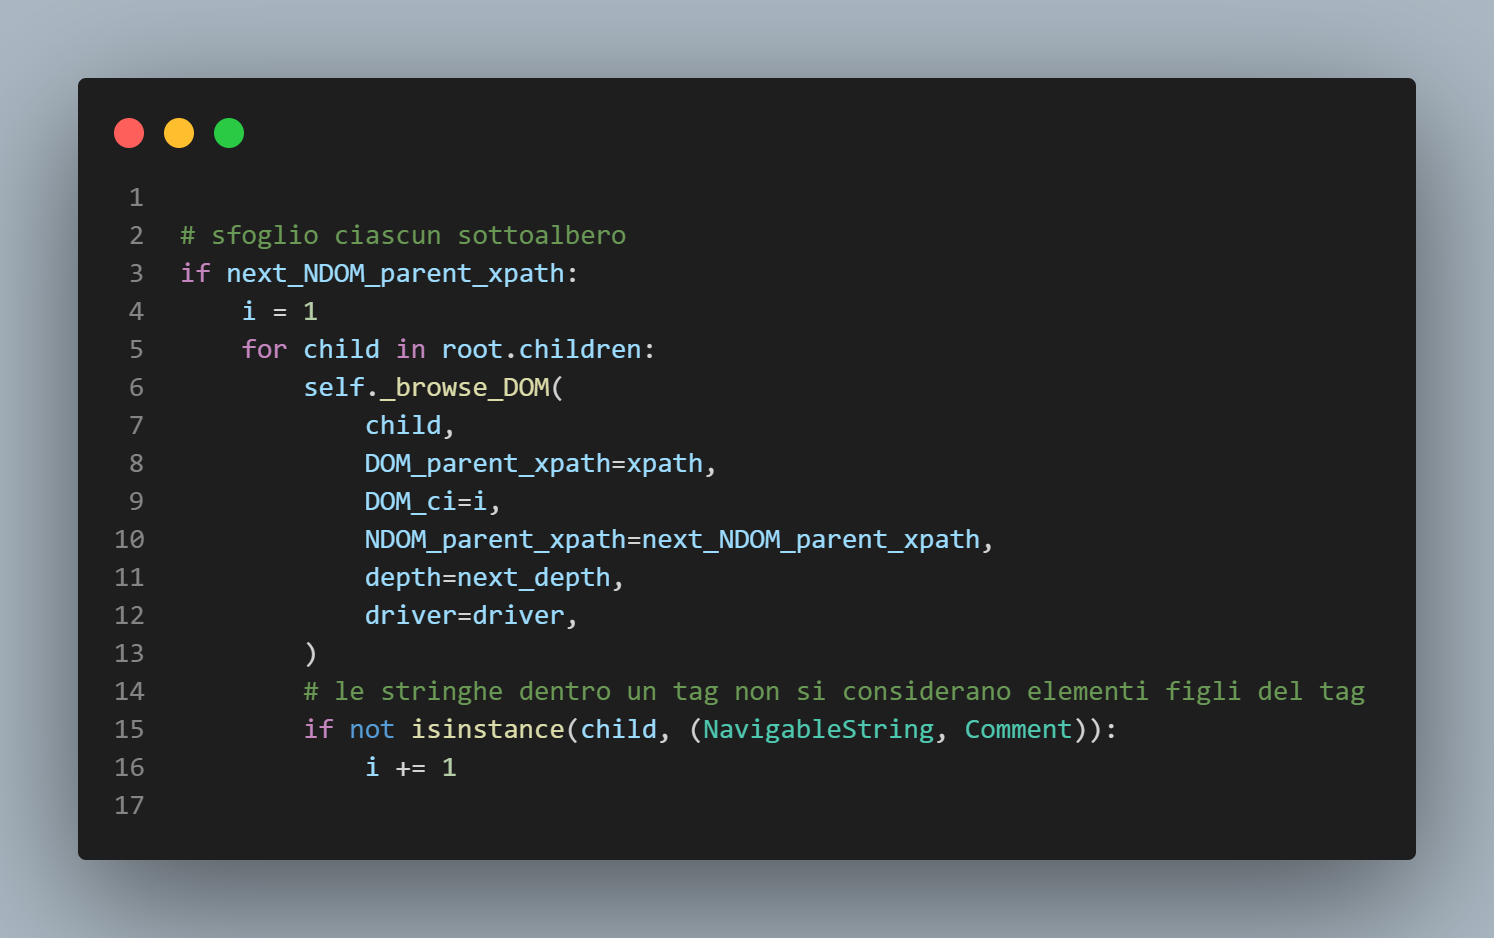 1
2 # sfoglio ciascun sottoalbero
3 if next_NDOM_parent_xpath:
4     i = 1
5     for child in root.children:
6         self._browse_DOM(
7             child,
8             DOM_parent_xpath=xpath,
9             DOM_ci=i,
10             NDOM_parent_xpath=next_NDOM_parent_xpath,
11             depth=next_depth,
12             driver=driver,
13         )
14         # le stringhe dentro un tag non si considerano elementi figli del tag
15         if not isinstance(child, (NavigableString, Comment)):
16             i += 1
17